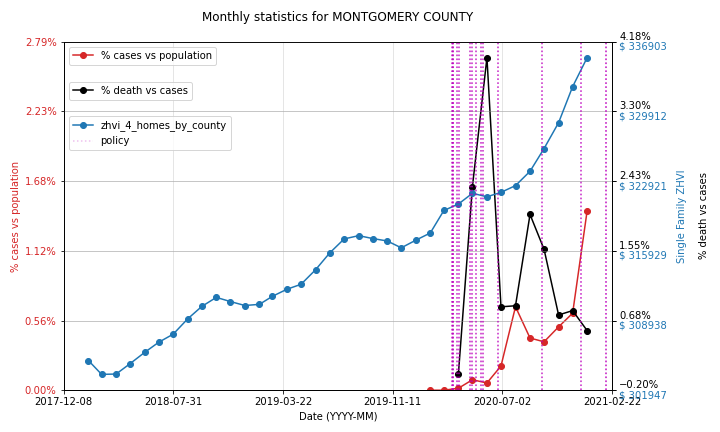 Monthly statistics for MONTGOMERY COUNTY
2.79%
2.23%
1.68%
1.12%
0.56%
0.00%
% cases vs population
% cases vs population
% death vs cases
zhvi_4_homes_by_county
policy
4.18%
$ 336903
3.30%
$ 329912
2.43%
$ 322921
1.55%
$ 315929
0.68%
$ 308938
−0.20%
$ 301947
Single Family ZHVI
% death vs cases
2017-12-08
2018-07-31
2019-03-22
2019-11-11
2020-07-02
2021-02-22
Date (YYYY-MM)